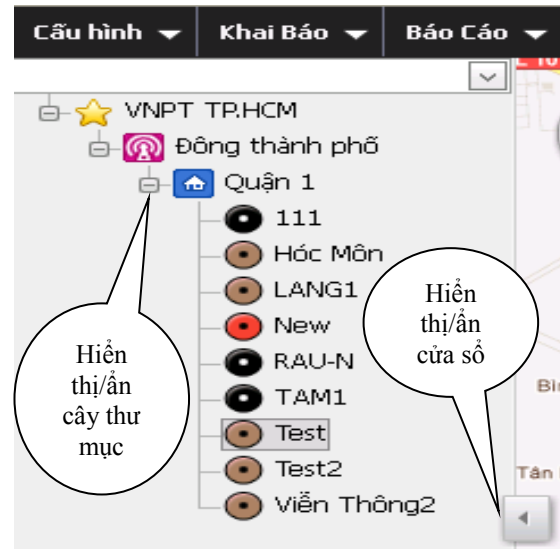 Cấu hình Khai Báo Báo Cáo
VNPT TP.HCM
Đông thành phố
Quận 1
111
Hóc Môn
LANG1
New
RAU-N
TAM1
Test
Test2
Viễn Thông2
Hiển
thị/ẩn
cây thư
mục
Hiển
thị/ẩn
cửa sổ
Tân